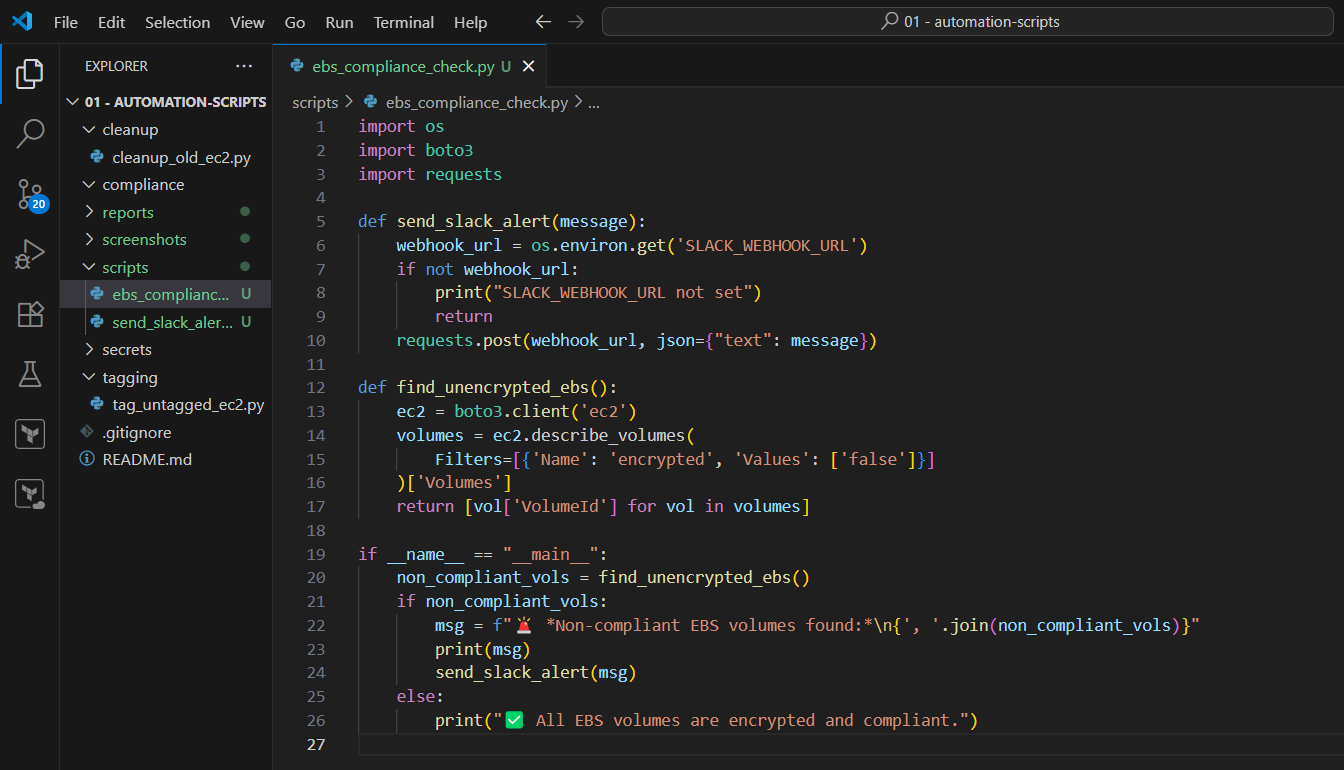 File Edit Selection View Go Run Terminal Help
01 - automation-scripts
EXPLORER
01 - AUTOMATION-SCRIPTS
cleanup
cleanup_old_ec2.py
compliance
reports
screenshots
scripts
ebs_complianc... U
send_slack_aler... U
secrets
tagging
tag_untagged_ec2.py
.gitignore
README.md
20
ebs_compliance_check.py U
scripts > ebs_compliance_check.py > ...
1 import os
2 import boto3
3 import requests
4
5 def send_slack_alert(message):
6     webhook_url = os.environ.get('SLACK_WEBHOOK_URL')
7     if not webhook_url:
8         print("SLACK_WEBHOOK_URL not set")
9         return
10     requests.post(webhook_url, json={"text": message})
11
12 def find_unencrypted_ebs():
13     ec2 = boto3.client('ec2')
14     volumes = ec2.describe_volumes(
15         Filters=[{'Name': 'encrypted', 'Values': ['false']}]
16     )['Volumes']
17     return [vol['VolumeId'] for vol in volumes]
18
19 if __name__ == "__main__":
20     non_compliant_vols = find_unencrypted_ebs()
21     if non_compliant_vols:
22         msg = f"🚨 *Non-compliant EBS volumes found:*\n{', '.join(non_compliant_vols)}"
23         print(msg)
24         send_slack_alert(msg)
25     else:
26         print("✅ All EBS volumes are encrypted and compliant.")
27